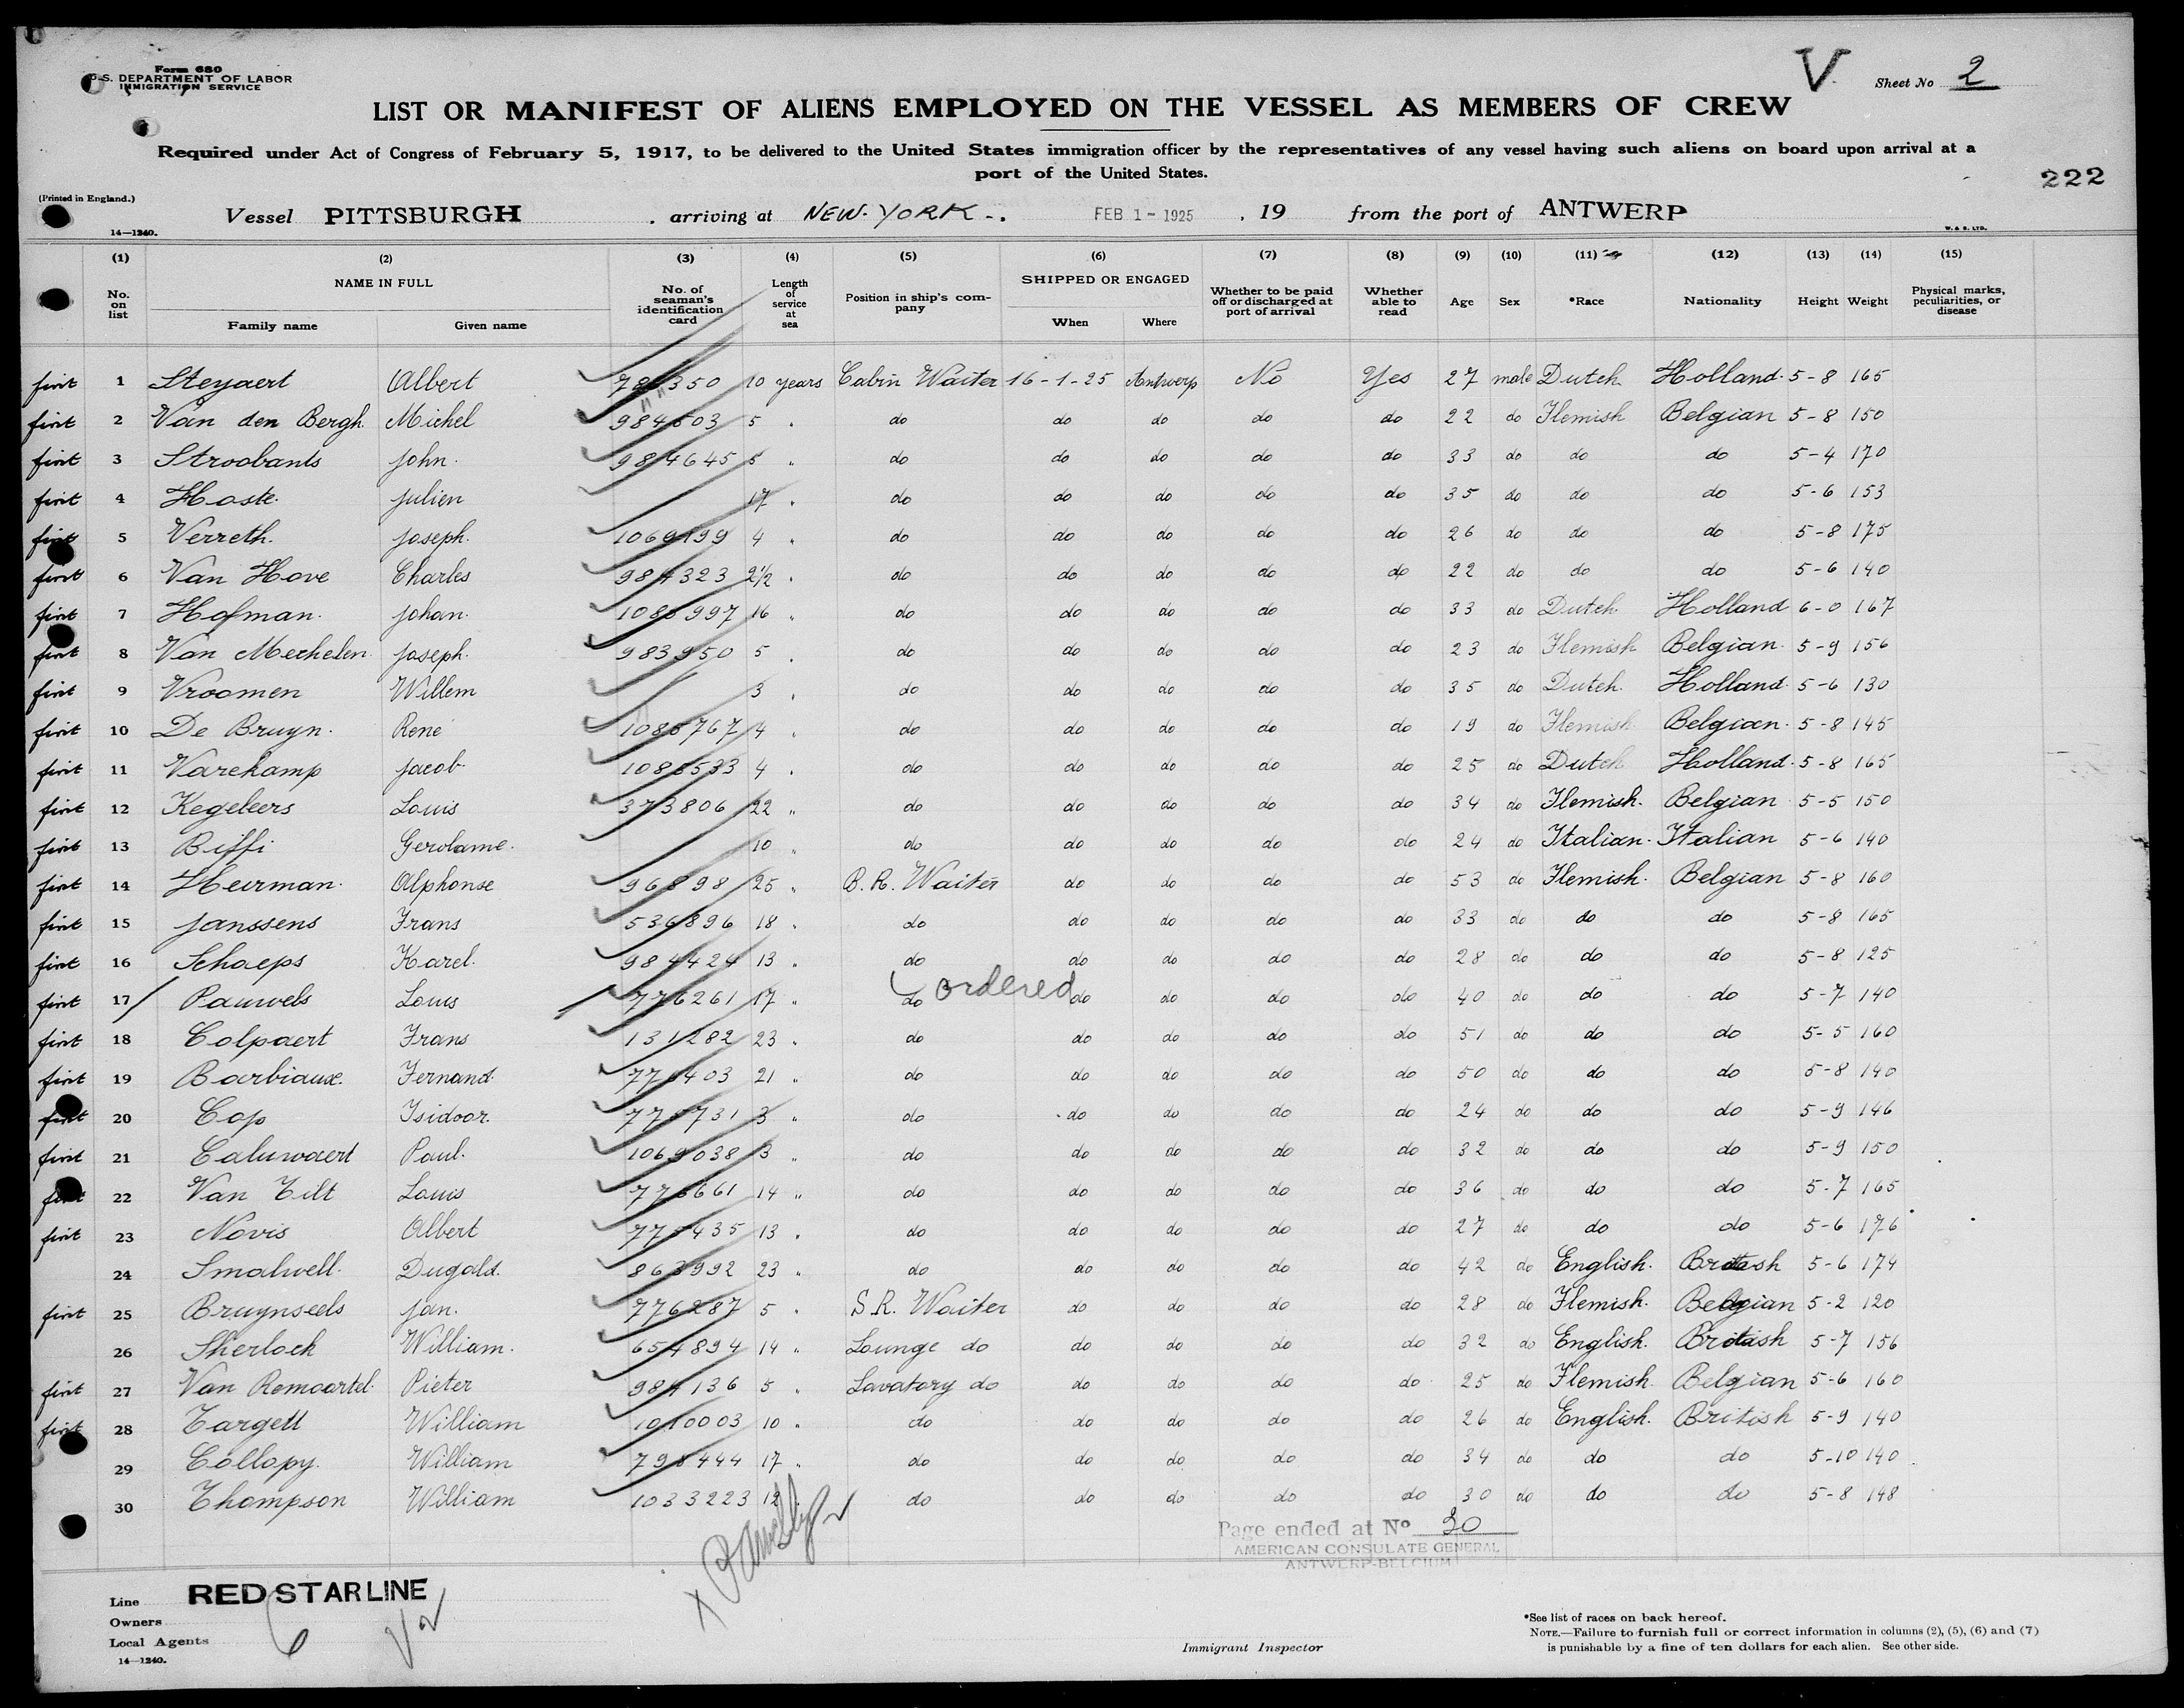 Form 680
U.S. DEPARTMENT OF LABOR
IMMIGRATION SERVICE
V Sheet No 2
LIST OR MANIFEST OF ALIENS EMPLOYED ON THE VESSEL AS MEMBERS OF CREW
Required under Act of Congress of February 5, 1917, to be delivered to the United States immigration officer by the representatives of any vessel having such aliens on board upon arrival at a
port of the United States.
222
(Printed in England.)
Vessel PITTSBURGH, arriving at NEW-YORK-. FEB 1 - 1925, 19 from the port of ANTWERP
14—1240. W. & S. LTD.
(1) (2) (3) (4) (5) (6) (7) (8) (9) (10) (11) (12) (13) (14) (15)
No. on list NAME IN FULL Family name Given name No. of seaman's identification card Length of service at sea Position in ship's company SHIPPED OR ENGAGED When Where Whether to be paid off or discharged at port of arrival Whether able to read Age Sex *Race Nationality Height Weight Physical marks, peculiarities, or disease
first 1 Steyaert Albert 10 years Cabin Waiter 16-1-25 Antwerp No Yes 27 male Dutch Holland 5-8 165
first 2 Van den Bergh Michel 984503 5 " do do do do do 22 do Flemish Belgian 5-8 150
first 3 Stroobants John 984645 5 " do do do do do 33 do do do 5-4 170
first 4 Haste Julien 17 " do do do do do 35 do do do 5-6 153
first 5 Verreth Joseph 1069199 4 " do do do do do 26 do do do 5-8 175
first 6 Van Hove Charles 984323 2½ " do do do do do 22 do do do 5-6 140
first 7 Hofman Johan 1085997 16 " do do do do do 33 do Dutch Holland 6-0 167
first 8 Van Mechelen Joseph 983950 5 " do do do do do 23 do Flemish Belgian 5-9 156
first 9 Vroomen Willem 3 " do do do do do 35 do Dutch Holland 5-6 130
first 10 De Bruyn René 1085767 4 " do do do do do 19 do Flemish Belgian 5-8 145
first 11 Varekamp Jacob 1085533 4 " do do do do do 25 do Dutch Holland 5-8 165
first 12 Kegeleers Louis 373806 22 " do do do do do 34 do Flemish Belgian 5-5 150
first 13 Biffi Gerolame 10 " do do do do do 24 do Italian Italian 5-6 140
first 14 Heirman Alphonse 96898 25 " B.R. Waiter do do do do 53 do Flemish Belgian 5-8 160
first 15 Janssens Frans 536896 18 " do do do do do 33 do do do 5-8 165
first 16 Schaeps Karel 984424 13 " do do do do do 28 do do do 5-8 125
first 17 Pauwels Louis 776261 17 " do ordered do do do do 40 do do do 5-7 140
first 18 Colpaert Frans 131282 23 " do do do do do 51 do do do 5-5 160
first 19 Barbiaux Fernand 776403 21 " do do do do do 50 do do do 5-8 140
first 20 Cop Isidoor 775731 3 " do do do do do 24 do do do 5-9 146
first 21 Caluwaert Paul 1069038 3 " do do do do do 32 do do do 5-9 150
first 22 Van Tilt Louis 775661 14 " do do do do do 36 do do do 5-7 165
first 23 Novis Albert 775435 13 " do do do do do 27 do do do 5-6 176
24 Smalwell Dugald 863992 23 " do do do do do 42 do English British 5-6 174
first 25 Bruynseels Jan 776287 5 " S.R. Waiter do do do do 28 do Flemish Belgian 5-2 120
26 Sherlock William 654894 14 " Lounge do do do do do 32 do English British 5-7 156
first 27 Van Remoortel Pieter 984136 5 " Lavatory do do do do do 25 do Flemish Belgian 5-6 160
first 28 Targett William 1010003 10 " do do do do do 26 do English British 5-9 140
29 Collopy William 798444 17 " do do do do do 34 do do do 5-10 140
30 Thompson William 1033223 12 do do do do do 30 do do do 5-8 148
Page ended at No 30
AMERICAN CONSULATE GENERAL
ANTWERP-BELGIUM
Line RED STAR LINE
Owners
Local Agents
14—1240.
Immigrant Inspector
*See list of races on back hereof.
NOTE.—Failure to furnish full or correct information in columns (2), (5), (6) and (7)
is punishable by a fine of ten dollars for each alien. See other side.